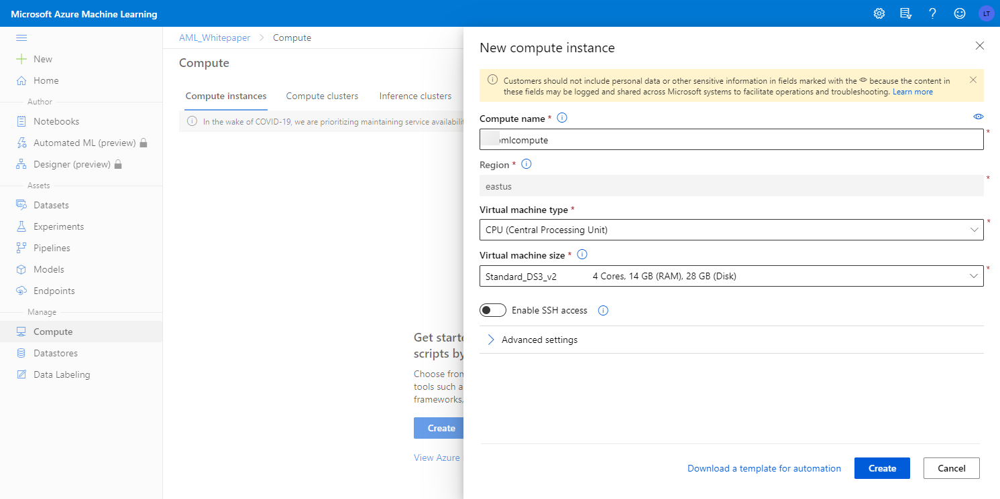 Microsoft Azure Machine Learning
LT
New
Home
Author
Notebooks
Automated ML (preview)
Designer (preview)
Assets
Datasets
Experiments
Pipelines
Models
Endpoints
Manage
Compute
Datastores
Data Labeling
AML_Whitepaper > Compute
Compute
Compute instances Compute clusters Inference clusters
In the wake of COVID-19, we are prioritizing maintaining service
Get
scripts by
Choose from
tools such a
frameworks,
Create
View Azure
New compute instance
Customers should not include personal data or other sensitive information in fields marked with the because the content in
these fields may be logged and shared across Microsoft systems to facilitate operations and troubleshooting. Learn more
Compute name *
mlcompute
*
Region *
eastus
*
Virtual machine type *
CPU (Central Processing Unit)
*
Virtual machine size *
Standard_DS3_v2 4 Cores, 14 GB (RAM), 28 GB (Disk)
*
Enable SSH access
Advanced settings
Download a template for automation
Create
Cancel